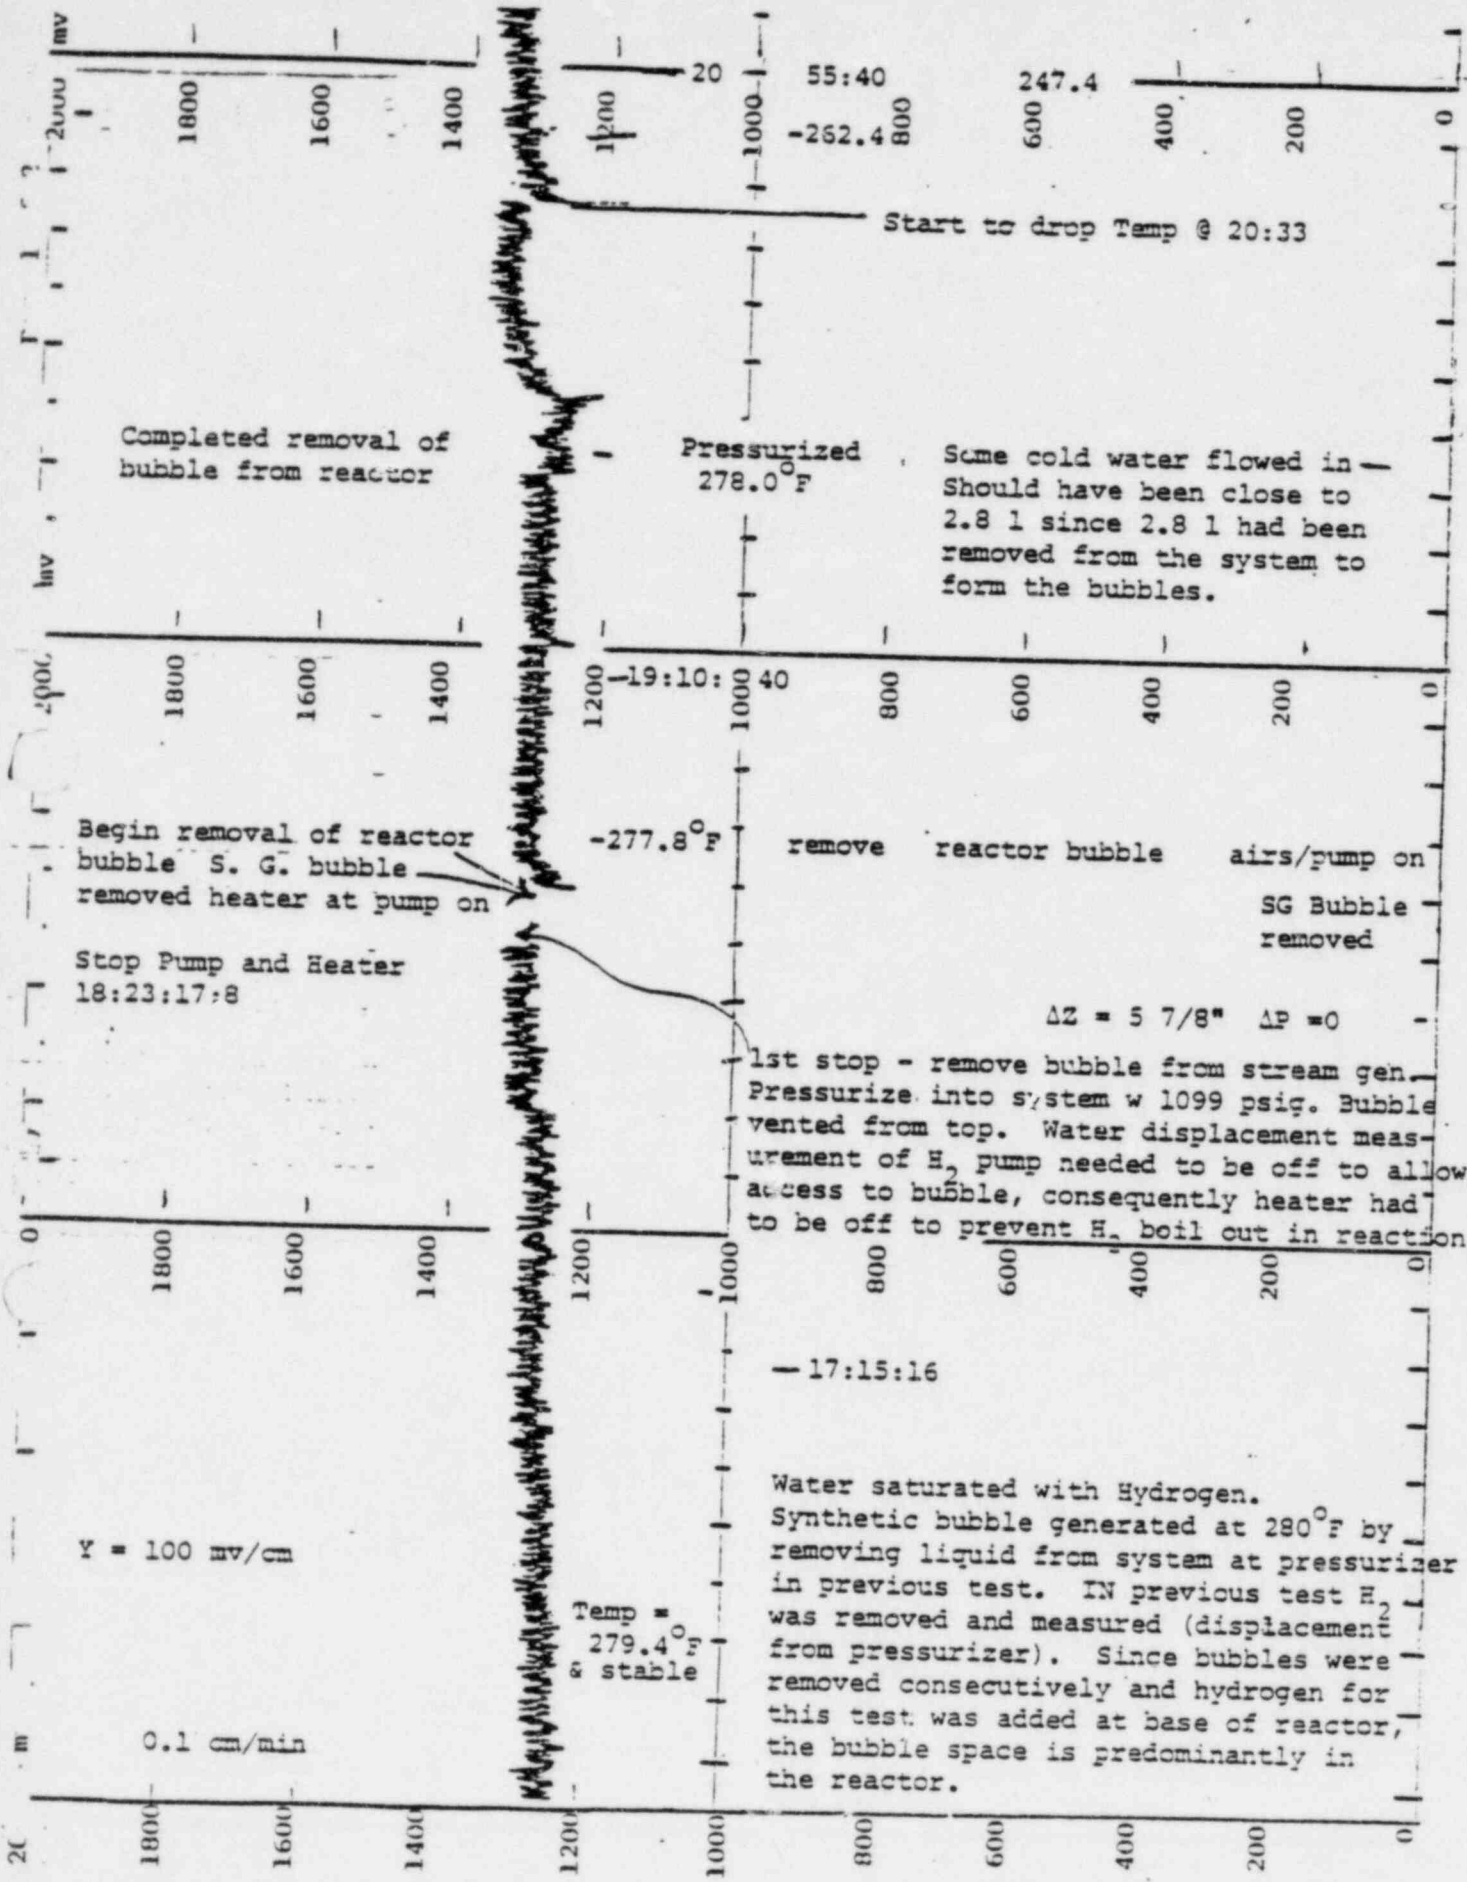 mv
20 55:40 247.4
2000 1800 1600 1400 1200 1000 800 600 400 200 0
-262.4
Start to drop Temp @ 20:33
Completed removal of
bubble from reactor
Pressurized
278.0°F
Some cold water flowed in —
Should have been close to
2.8 l since 2.8 l had been
removed from the system to
form the bubbles.
mv
2000 1800 1600 1400 1200 1000 800 600 400 200 0
-19:10: 40
Begin removal of reactor
bubble S. G. bubble
removed heater at pump on
Stop Pump and Heater
18:23:17:8
-277.8°F remove reactor bubble airs/pump on
SG Bubble
removed
ΔZ = 5 7/8" ΔP =0
1st stop - remove bubble from stream gen.
Pressurize into system w 1099 psig. Bubble
vented from top. Water displacement meas-
urement of H2 pump needed to be off to allow
access to bubble, consequently heater had
to be off to prevent H2 boil out in reaction
0 1800 1600 1400 1200 1000 800 600 400 200 0
— 17:15:16
Y = 100 mv/cm
Temp =
279.4°F
& stable
0.1 cm/min
Water saturated with Hydrogen.
Synthetic bubble generated at 280°F by
removing liquid from system at pressurizer
in previous test. IN previous test H2
was removed and measured (displacement
from pressurizer). Since bubbles were
removed consecutively and hydrogen for
this test was added at base of reactor,
the bubble space is predominantly in
the reactor.
m
1800 1600 1400 1200 1000 800 600 400 200 0